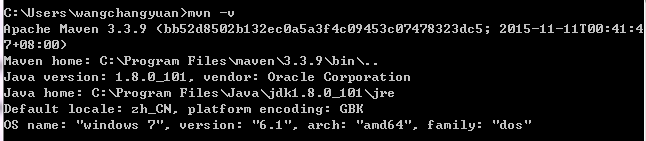 C:\Users\wangchangyuan>mvn -v
Apache Maven 3.3.9 (bb52d8502b132ec0a5a3f4c09453c07478323dc5; 2015-11-11T00:41:4
7+08:00)
Maven home: C:\Program Files\maven\3.3.9\bin\..
Java version: 1.8.0_101, vendor: Oracle Corporation
Java home: C:\Program Files\Java\jdk1.8.0_101\jre
Default locale: zh_CN, platform encoding: GBK
OS name: "windows 7", version: "6.1", arch: "amd64", family: "dos"